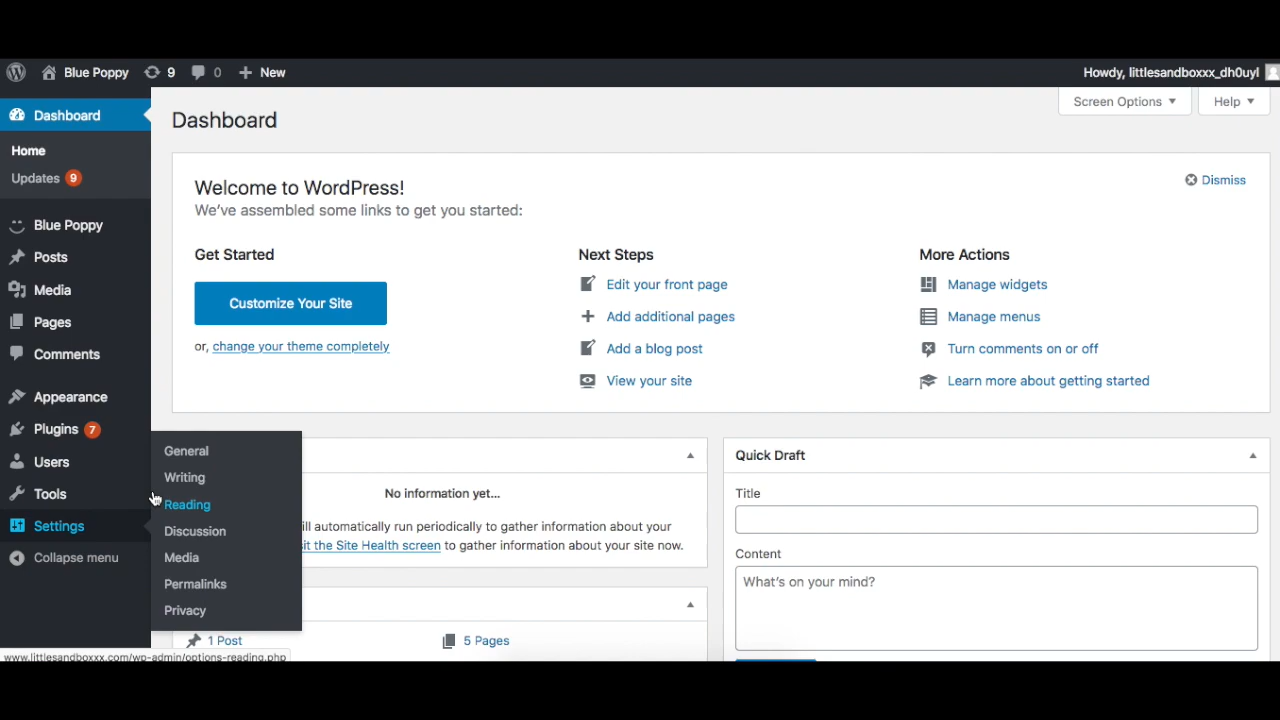 Blue Poppy 9 0 New Howdy, littlesandboxxx_dh0uyl
Screen Options Help
Dashboard
Home
Updates 9
Blue Poppy
Posts
Media
Pages
Comments
Appearance
Plugins 7
Users
Tools
Settings
Collapse menu
General
Writing
Reading
Discussion
Media
Permalinks
Privacy
Dashboard
Welcome to WordPress!
We've assembled some links to get you started:
Dismiss
Get Started
Customize Your Site
or, change your theme completely
Next Steps
Edit your front page
Add additional pages
Add a blog post
View your site
More Actions
Manage widgets
Manage menus
Turn comments on or off
Learn more about getting started
No information yet...
ill automatically run periodically to gather information about your
it the Site Health screen to gather information about your site now.
1 Post 5 Pages
Quick Draft
Title
Content
What's on your mind?
www.littlesandboxxx.com/wp-admin/options-reading.php